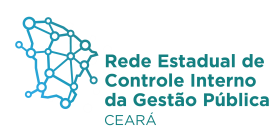 Rede Estadual de
Controle Interno
da Gestão Pública
CEARÁ